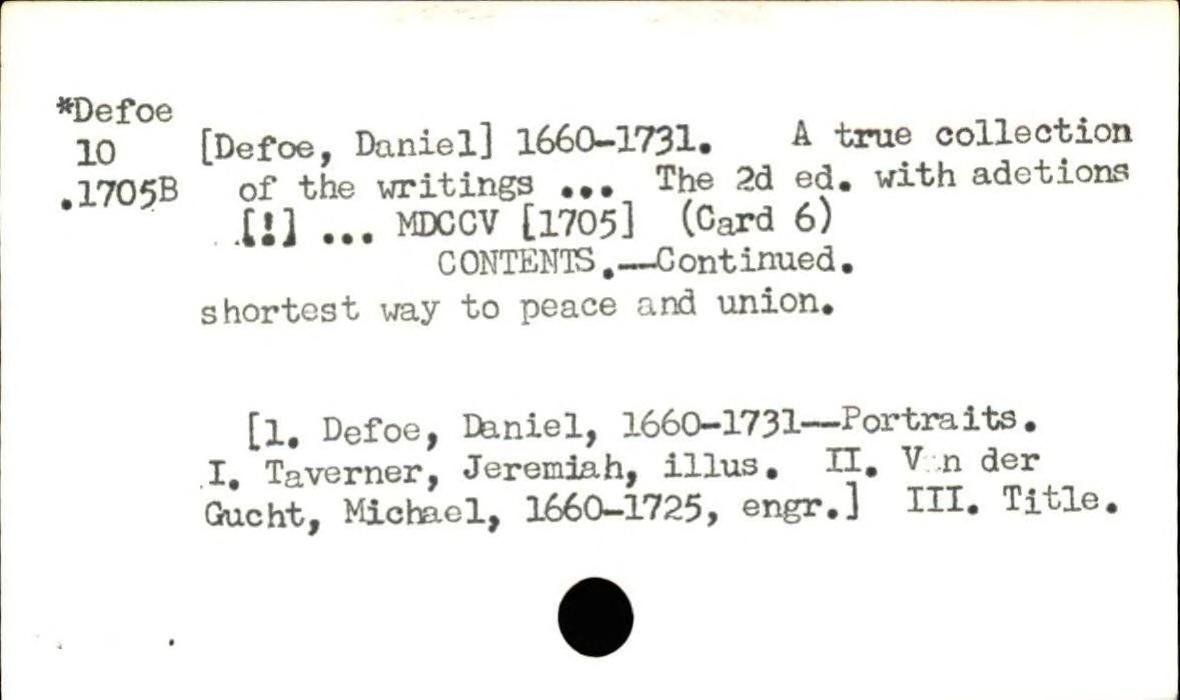 *Defoe
10 [Defoe, Daniel] 1660-1731. A true collection
.1705B of the writings ... The 2d ed. with adetions
[!] ... MDCCV [1705] (Card 6)
CONTENTS.--Continued.
shortest way to peace and union.
[1. Defoe, Daniel, 1660-1731--Portraits.
I. Taverner, Jeremiah, illus. II. V n der
Gucht, Michael, 1660-1725, engr.] III. Title.